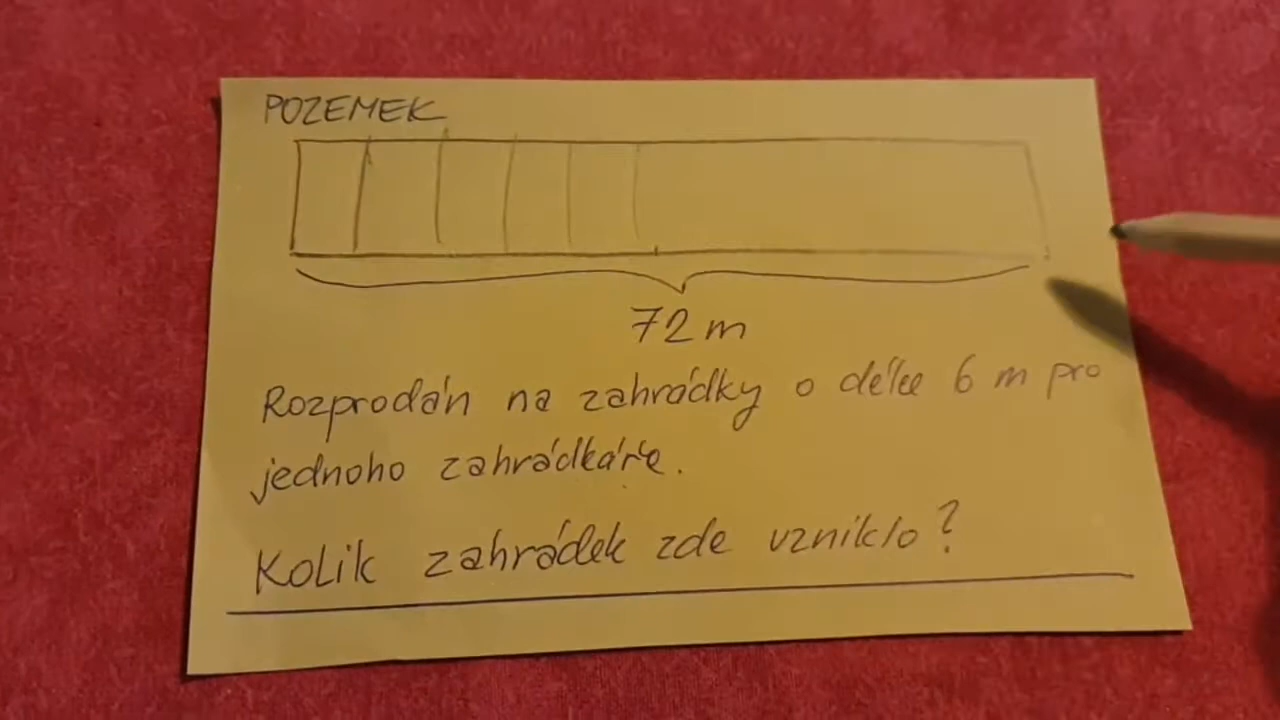 POZEMEK
72 m
Rozprodán na zahrádky o délce 6 m pro
jednoho zahrádkáře.
Kolik zahrádek zde vzniklo?